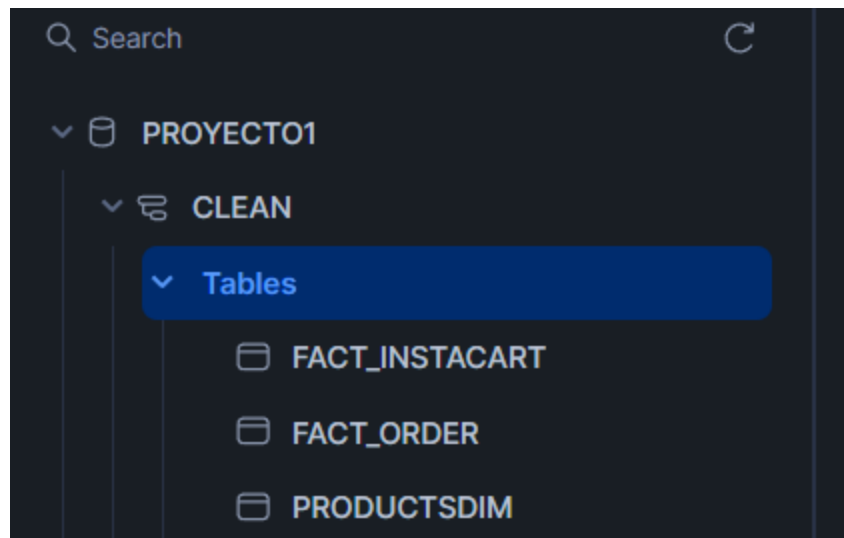 Search
PROYECTO1
CLEAN
Tables
FACT_INSTACART
FACT_ORDER
PRODUCTSDIM